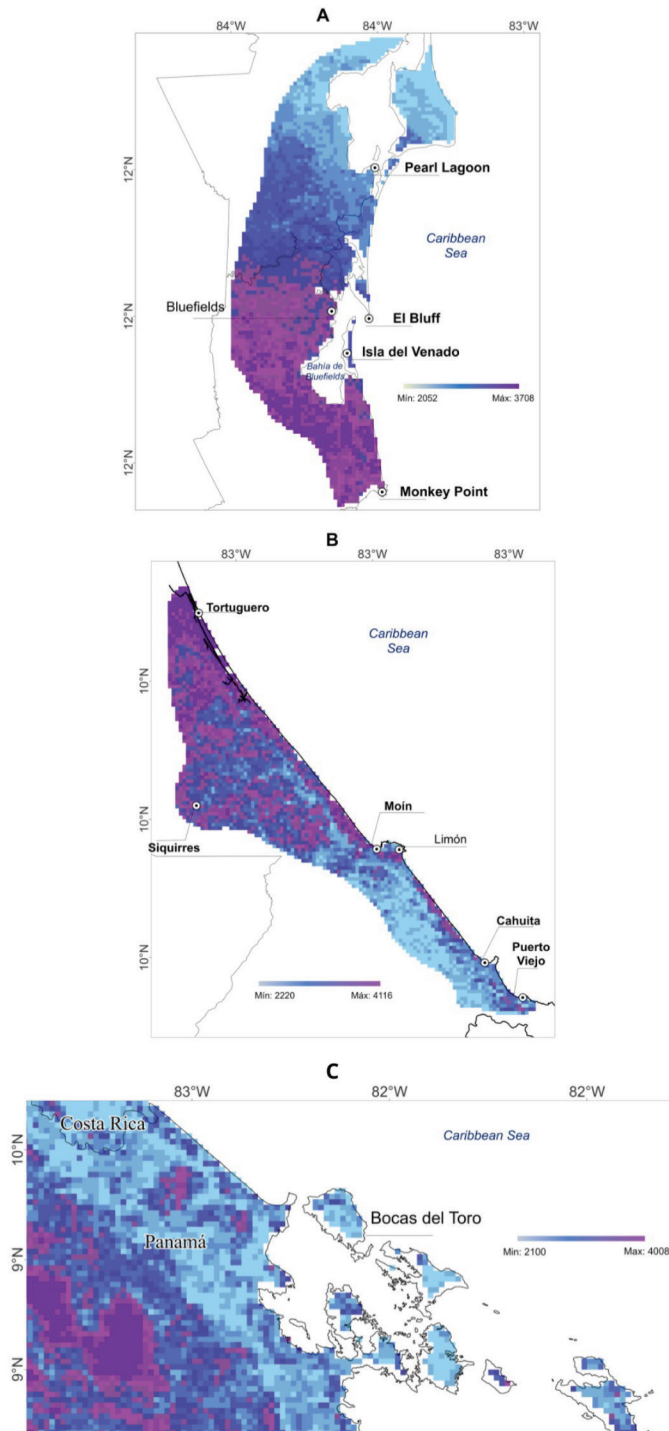 A
84°W
84°W
83°W
12°N
Pearl Lagoon
Caribbean
Sea
Bluefields
12°N
El Bluff
Isla del Venado
Bahía de
Bluefields
Mín: 2052
Máx: 3708
12°N
Monkey Point
B
83°W
83°W
83°W
Tortuguero
Caribbean
Sea
10°N
10°N
Moín
Limón
Siquirres
Cahuita
10°N
Puerto
Viejo
Mín: 2220
Máx: 4116
C
83°W
82°W
82°W
10°N
Costa Rica
Caribbean Sea
Bocas del Toro
Panamá
9°N
Min: 2100
Max: 4008
9°N